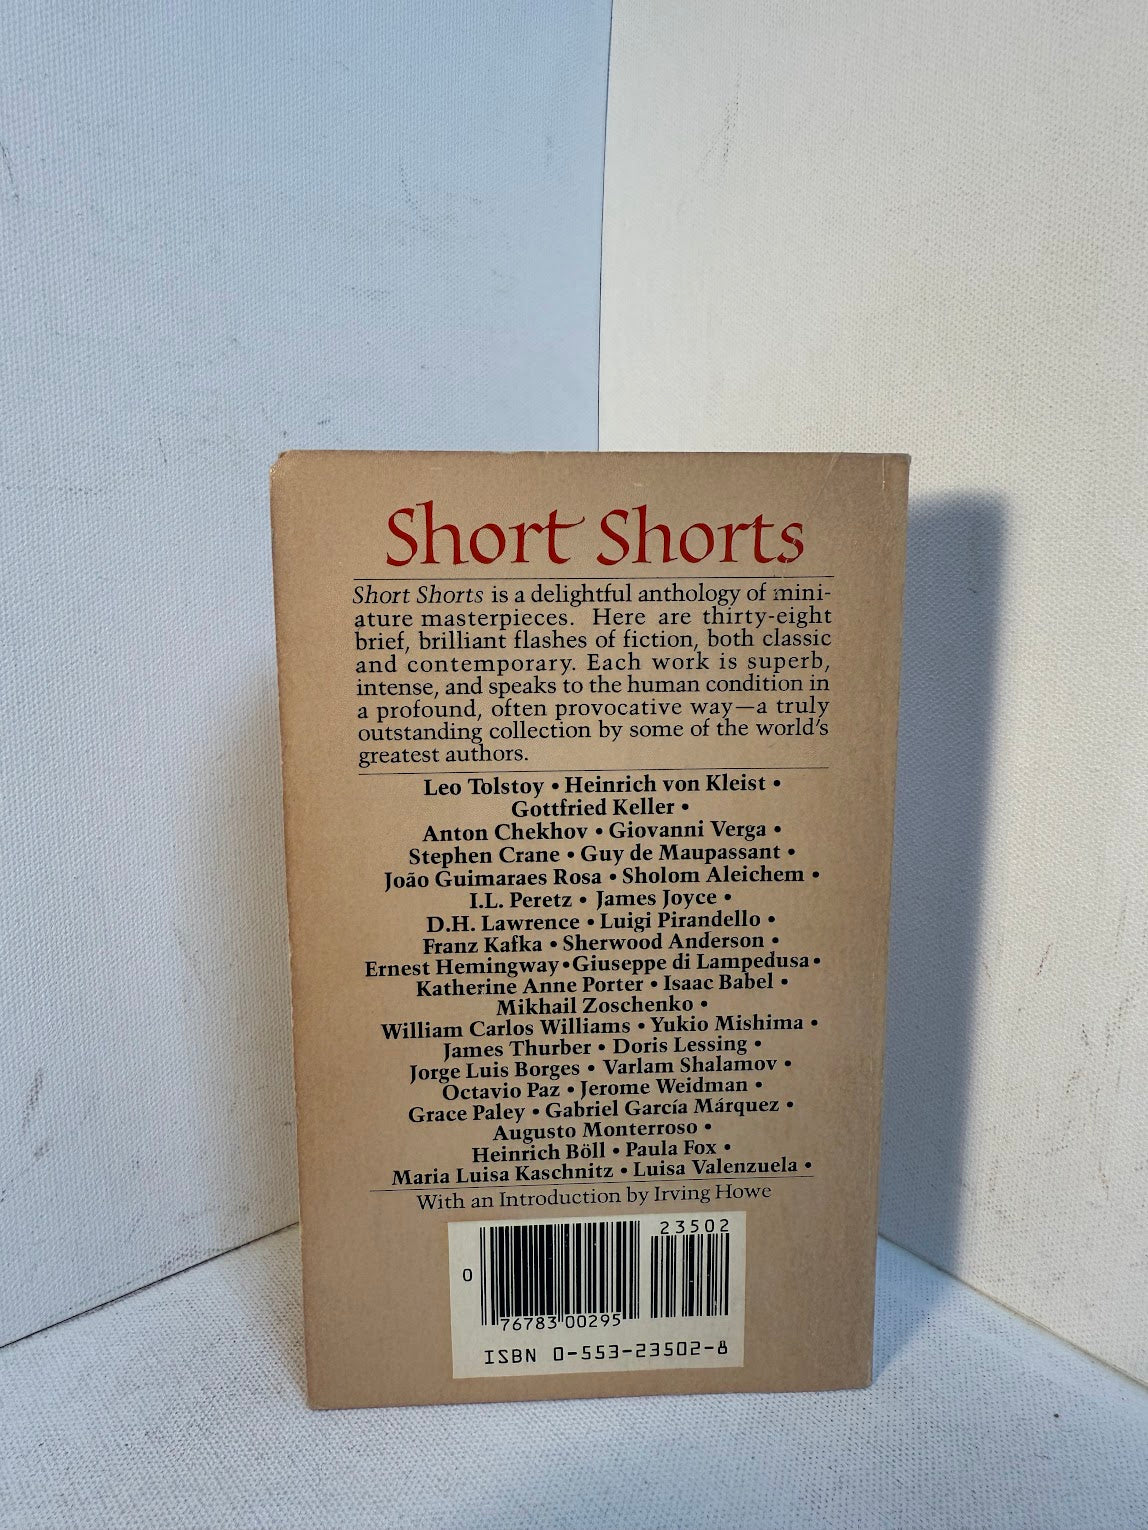 Short Shorts
Short Shorts is a delightful anthology of mini-
ature masterpieces. Here are thirty-eight
brief, brilliant flashes of fiction, both classic
and contemporary. Each work is superb,
intense, and speaks to the human condition in
a profound, often provocative way—a truly
outstanding collection by some of the world's
greatest authors.
Leo Tolstoy • Heinrich von Kleist •
Gottfried Keller •
Anton Chekhov • Giovanni Verga •
Stephen Crane • Guy de Maupassant •
João Guimaraes Rosa • Sholom Aleichem •
I.L. Peretz • James Joyce •
D.H. Lawrence • Luigi Pirandello •
Franz Kafka • Sherwood Anderson •
Ernest Hemingway • Giuseppe di Lampedusa •
Katherine Anne Porter • Isaac Babel •
Mikhail Zoschenko •
William Carlos Williams • Yukio Mishima •
James Thurber • Doris Lessing •
Jorge Luis Borges • Varlam Shalamov •
Octavio Paz • Jerome Weidman •
Grace Paley • Gabriel García Márquez •
Augusto Monterroso •
Heinrich Böll • Paula Fox •
Maria Luisa Kaschnitz • Luisa Valenzuela •
With an Introduction by Irving Howe
23502
0
76783 00295
ISBN 0-553-23502-8